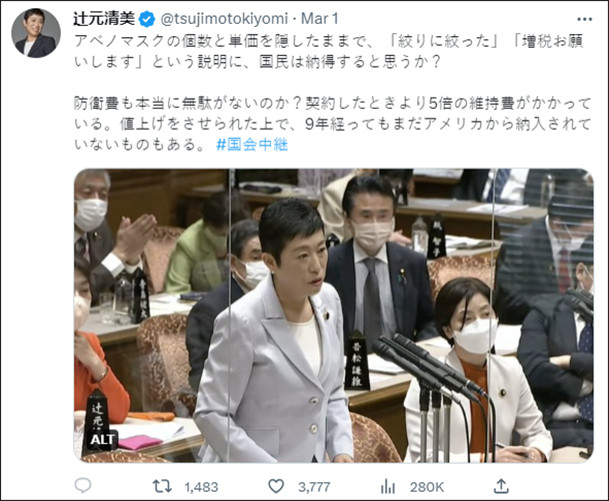 辻元清美 @tsujimotokiyomi · Mar 1
アベノマスクの個数と単価を隠したままで、「絞りに絞った」「増税お願
いします」という説明に、国民は納得すると思うか?
防衛費も本当に無駄がないのか?契約したときより5倍の維持費がかかって
いる。値上げをさせられた上で、9年経ってもまだアメリカから納入されて
いないものもある。 #国会中継
若松謙維
辻元
ALT
1,483 3,777 280K